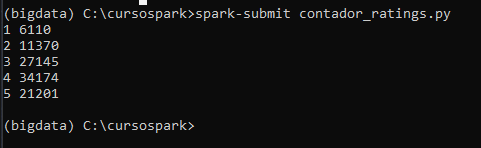 (bigdata) C:\cursospark>spark-submit contador_ratings.py
1 6110
2 11370
3 27145
4 34174
5 21201
(bigdata) C:\cursospark>